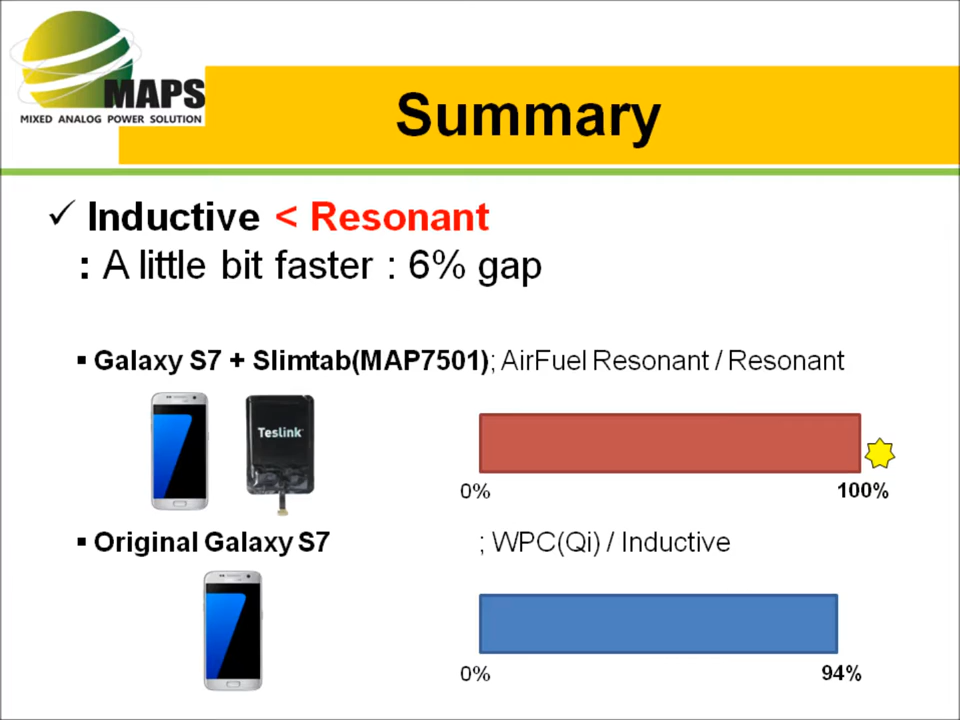 MAPS
MIXED ANALOG POWER SOLUTION
Summary
✓ Inductive < Resonant
: A little bit faster : 6% gap
▪ Galaxy S7 + Slimtab(MAP7501); AirFuel Resonant / Resonant
Teslink
0%
100%
▪ Original Galaxy S7 ; WPC(Qi) / Inductive
0%
94%